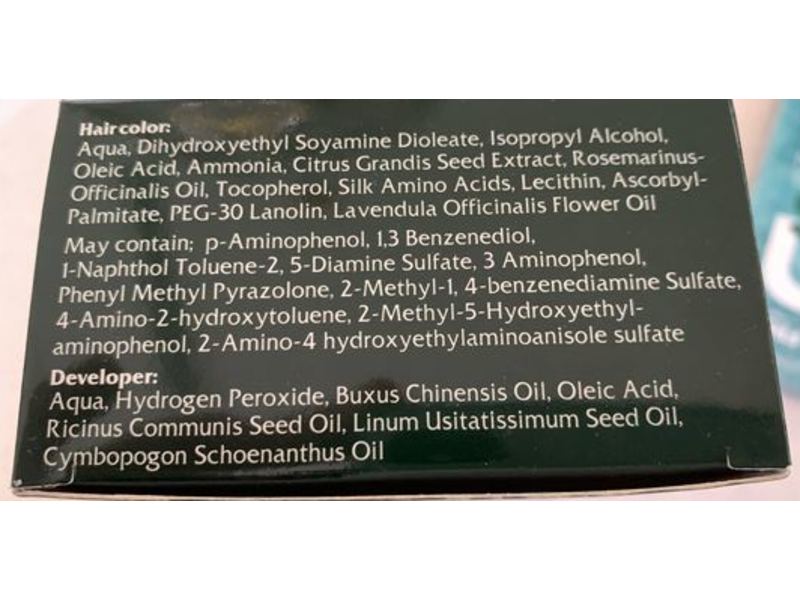 Haircolor:
Aqua, Dihydroxyethyl Soyamine Dioleate, Isopropyl Alcohol,
Oleic Acid, Ammonia, Citrus Grandis Seed Extract, Rosemarinus-
Officinalis Oil, Tocopherol, Silk Amino Acids, Lecithin, Ascorbyl-
Palmitate, PEG-30 Lanolin, Lavendula Officinalis Flower Oil
May contain; p-Aminophenol, 1,3 Benzenediol,
1-Naphthol Toluene-2, 5-Diamine Sulfate, 3 Aminophenol,
Phenyl Methyl Pyrazolone, 2-Methyl-1, 4-benzenediamine Sulfate,
4-Amino-2-hydroxytoluene, 2-Methyl-5-Hydroxyethyl-
aminophenol, 2-Amino-4 hydroxyethylaminoanisole sulfate
Developer:
Aqua, Hydrogen Peroxide, Buxus Chinensis Oil, Oleic Acid,
Ricinus Communis Seed Oil, Linum Usitatissimum Seed Oil,
Cymbopogon Schoenanthus Oil